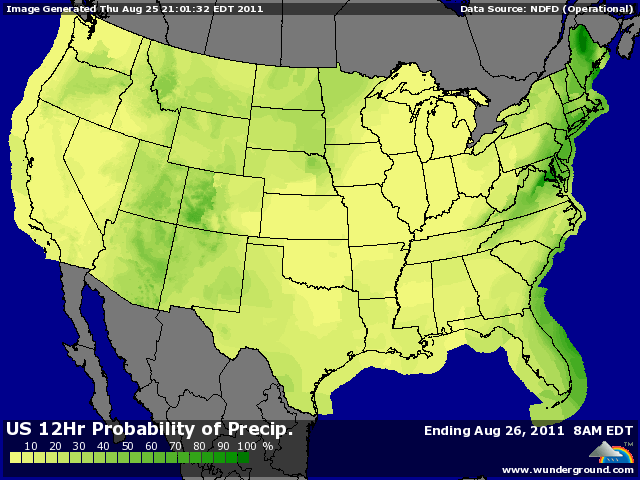 Image Generated Thu Aug 25 21:01:32 EDT 2011 Data Source: NDFD (Operational)
US 12Hr Probability of Precip. Ending Aug 26, 2011 8AM EDT
10 20 30 40 50 60 70 80 90 100 %
TM
www.wunderground.com